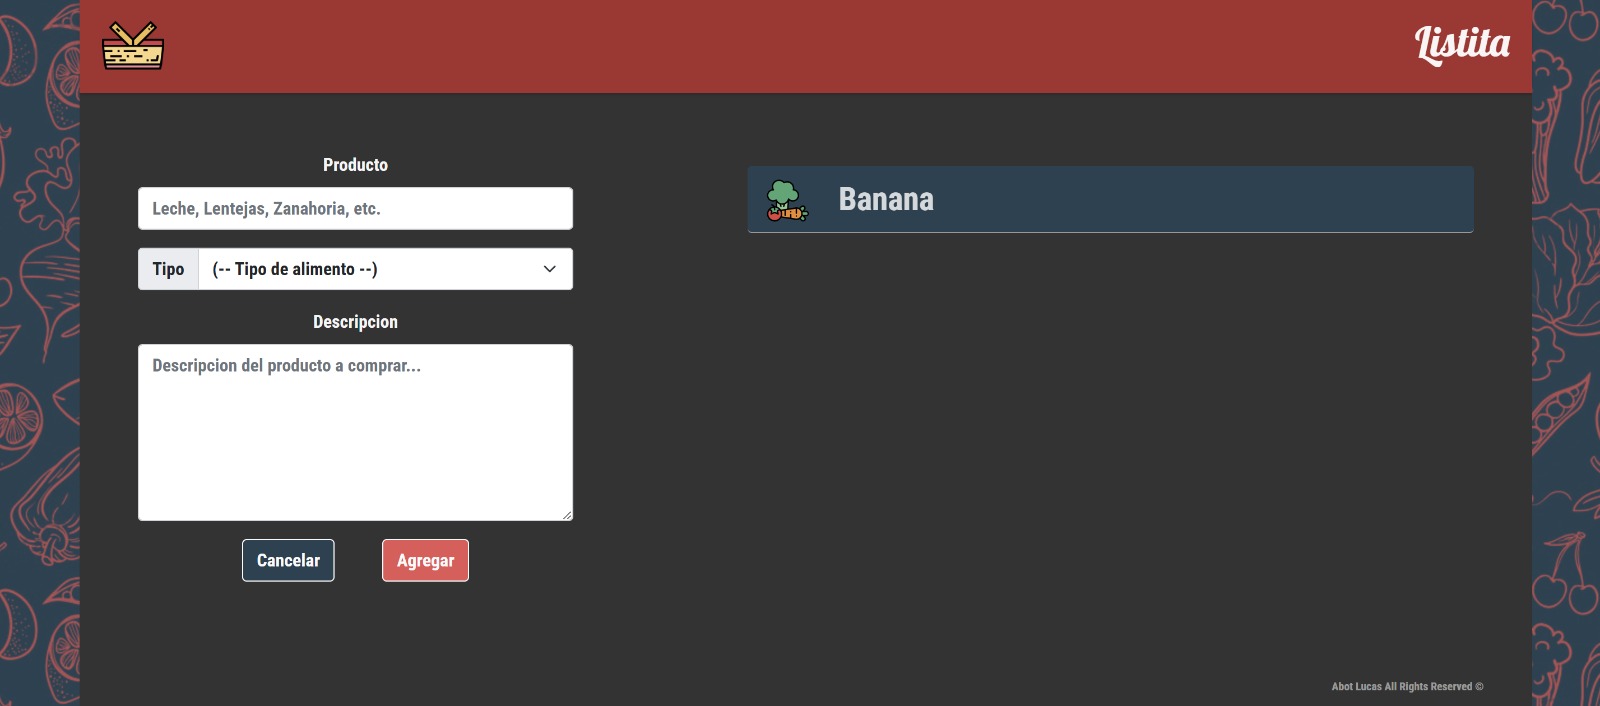 Listita
Producto
Leche, Lentejas, Zanahoria, etc.
Tipo (-- Tipo de alimento --)
Descripcion
Descripcion del producto a comprar...
Cancelar Agregar
Banana
Abot Lucas All Rights Reserved ©